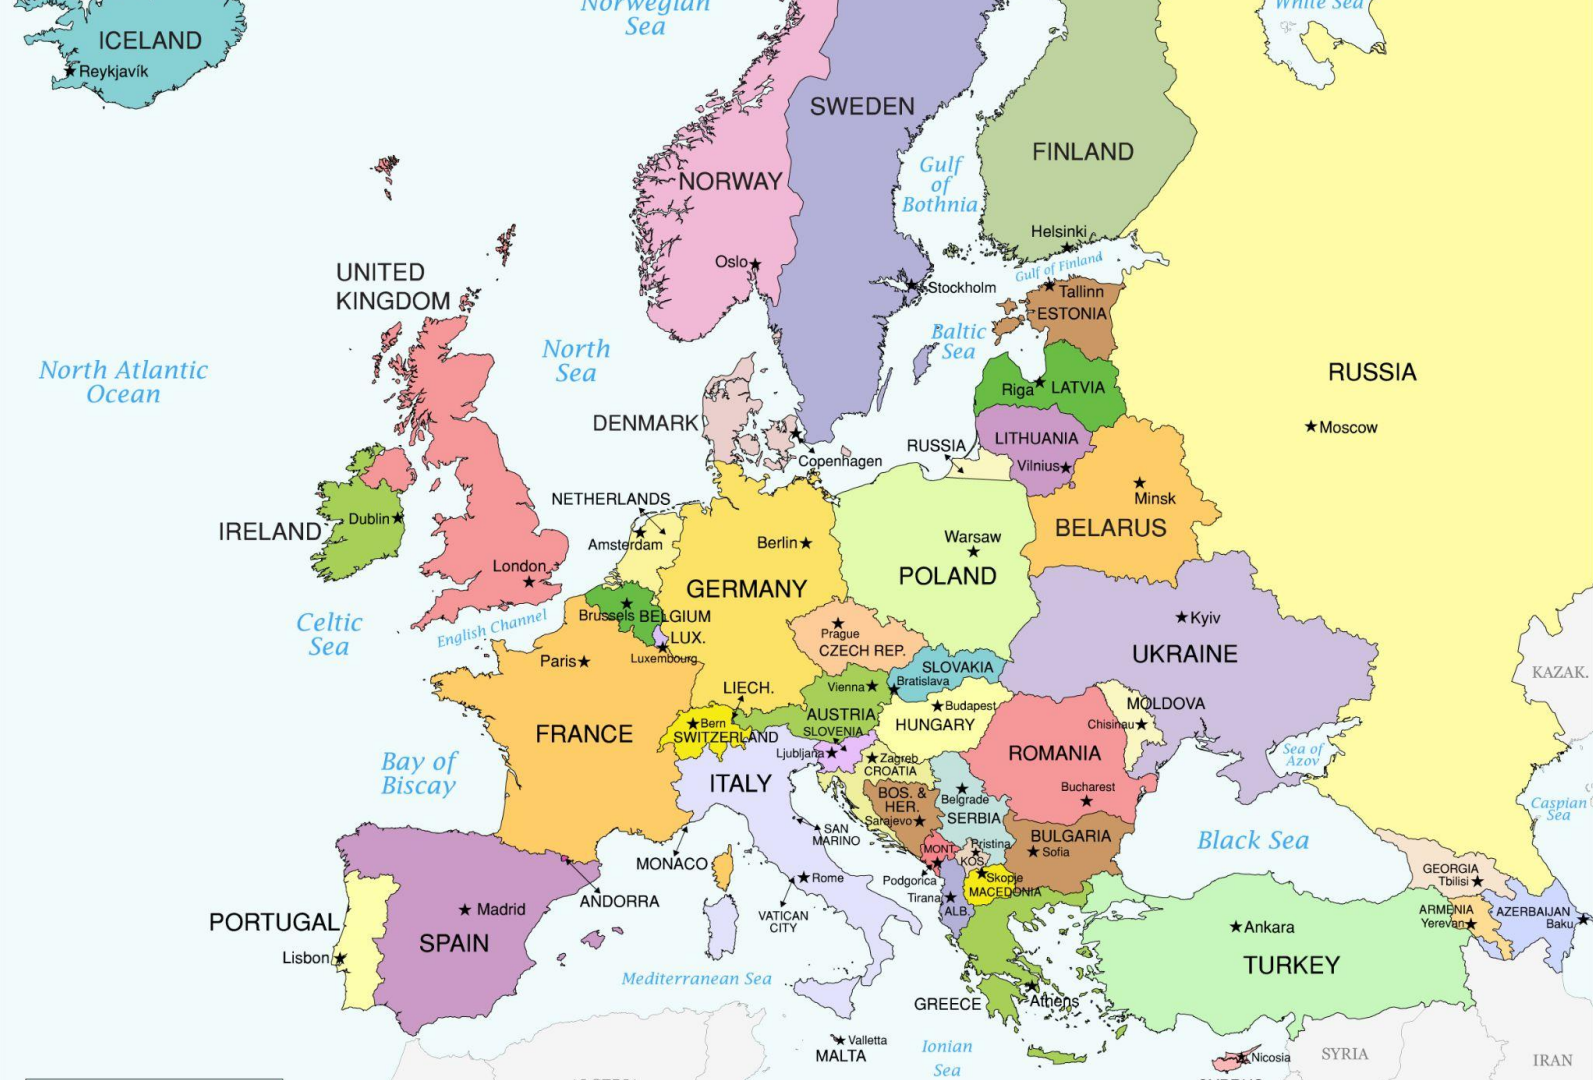 Norwegian
Sea
White Sea
ICELAND
Reykjavík
SWEDEN
FINLAND
NORWAY
Gulf
of
Bothnia
Helsinki
Oslo
Gulf of Finland
UNITED
KINGDOM
Stockholm
Tallinn
ESTONIA
North
Sea
Baltic
Sea
North Atlantic
Ocean
RUSSIA
Riga
LATVIA
DENMARK
Moscow
RUSSIA
LITHUANIA
Copenhagen
Vilnius
NETHERLANDS
Minsk
IRELAND
Dublin
BELARUS
Amsterdam
Berlin
Warsaw
London
GERMANY
POLAND
Brussels
BELGIUM
Kyiv
Celtic
Sea
English Channel
LUX.
Prague
CZECH REP.
UKRAINE
Paris
Luxembourg
SLOVAKIA
KAZAK.
Vienna
Bratislava
LIECH.
MOLDOVA
Budapest
AUSTRIA
HUNGARY
Chisinau
Bern
SWITZERLAND
FRANCE
SLOVENIA
Ljubljana
Zagreb
CROATIA
ROMANIA
Sea of
Azov
Bay of
Biscay
ITALY
Bucharest
BOS. &
HER.
Belgrade
Sarajevo
SERBIA
Caspian
Sea
SAN
MARINO
BULGARIA
Black Sea
MONT.
Pristina
KOS.
Sofia
MONACO
Podgorica
Skopje
MACEDONIA
GEORGIA
Tbilisi
Rome
ANDORRA
Tirana
ALB.
VATICAN
CITY
ARMENIA
Yerevan
AZERBAIJAN
Baku
PORTUGAL
Madrid
SPAIN
Ankara
Lisbon
TURKEY
Mediterranean Sea
GREECE
Athens
Valletta
MALTA
Ionian
Sea
Nicosia
SYRIA
IRAN